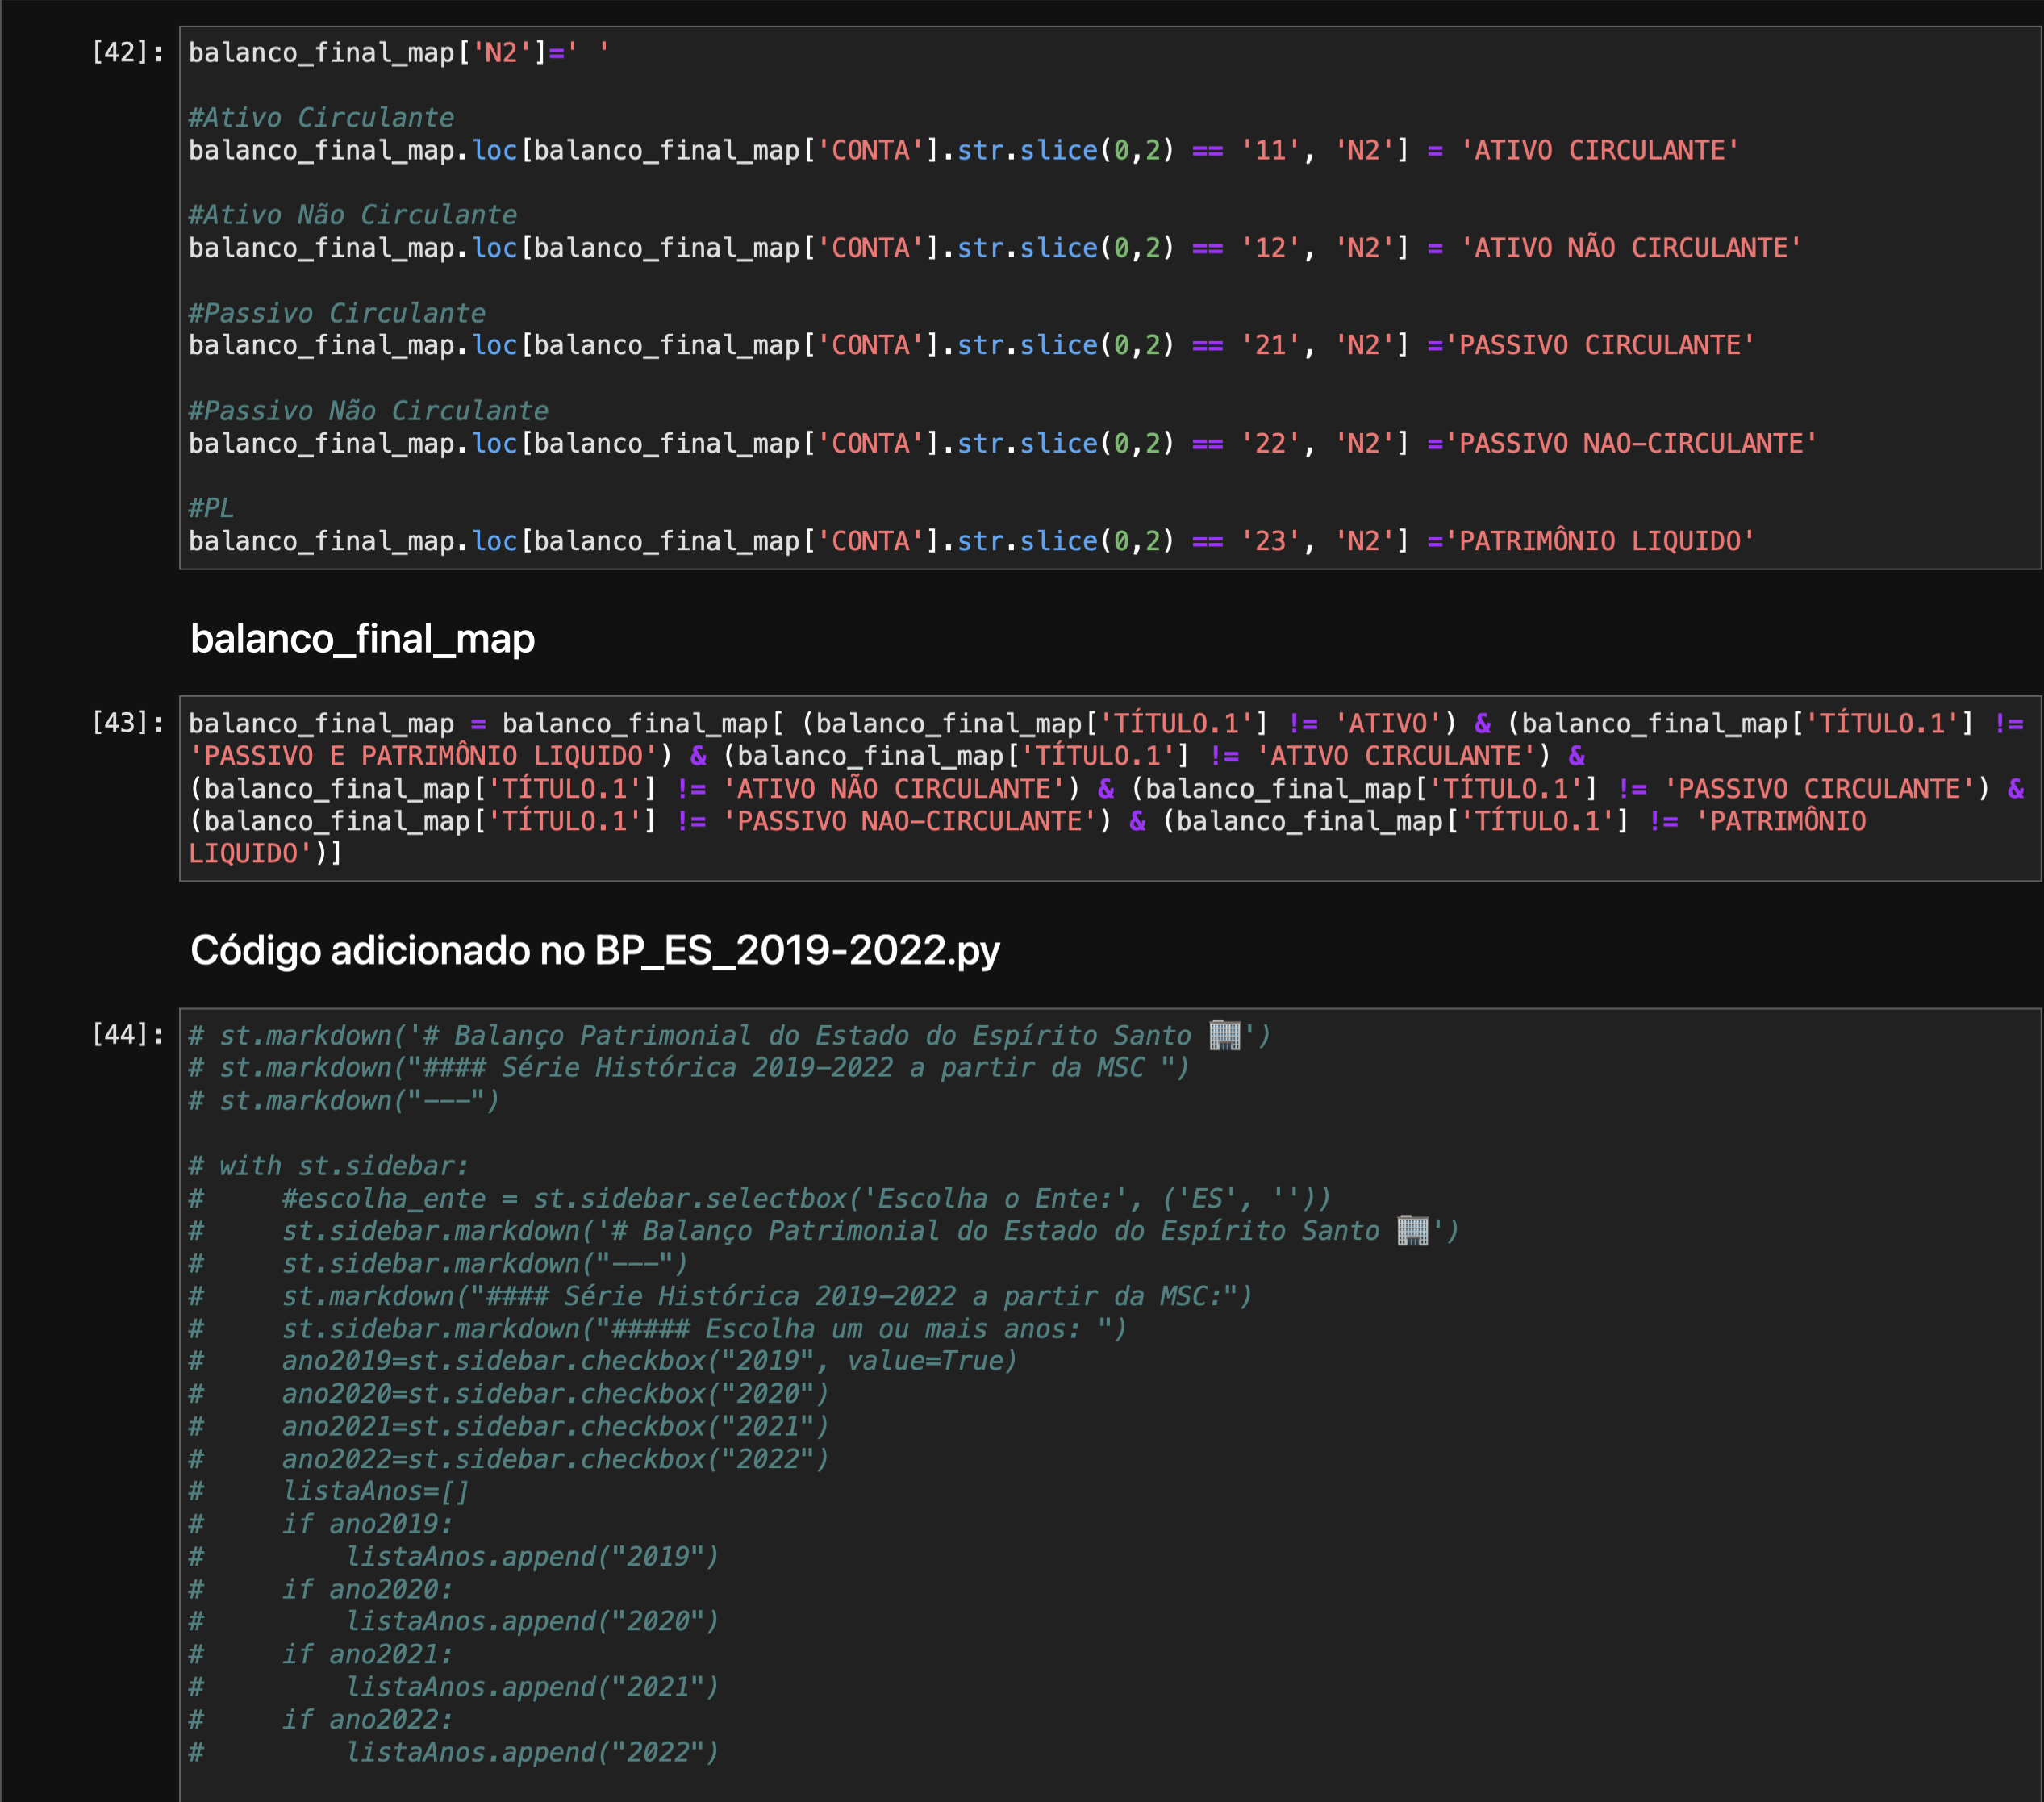 [42]: balanco_final_map['N2']=' '
#Ativo Circulante
balanco_final_map.loc[balanco_final_map['CONTA'].str.slice(0,2) == '11', 'N2'] = 'ATIVO CIRCULANTE'
#Ativo Não Circulante
balanco_final_map.loc[balanco_final_map['CONTA'].str.slice(0,2) == '12', 'N2'] = 'ATIVO NÃO CIRCULANTE'
#Passivo Circulante
balanco_final_map.loc[balanco_final_map['CONTA'].str.slice(0,2) == '21', 'N2'] ='PASSIVO CIRCULANTE'
#Passivo Não Circulante
balanco_final_map.loc[balanco_final_map['CONTA'].str.slice(0,2) == '22', 'N2'] ='PASSIVO NAO-CIRCULANTE'
#PL
balanco_final_map.loc[balanco_final_map['CONTA'].str.slice(0,2) == '23', 'N2'] ='PATRIMÔNIO LIQUIDO'
balanco_final_map
[43]: balanco_final_map = balanco_final_map[ (balanco_final_map['TÍTULO.1'] != 'ATIVO') & (balanco_final_map['TÍTULO.1'] !=
'PASSIVO E PATRIMÔNIO LIQUIDO') & (balanco_final_map['TÍTULO.1'] != 'ATIVO CIRCULANTE') &
(balanco_final_map['TÍTULO.1'] != 'ATIVO NÃO CIRCULANTE') & (balanco_final_map['TÍTULO.1'] != 'PASSIVO CIRCULANTE') &
(balanco_final_map['TÍTULO.1'] != 'PASSIVO NAO-CIRCULANTE') & (balanco_final_map['TÍTULO.1'] != 'PATRIMÔNIO
LIQUIDO')]
Código adicionado no BP_ES_2019-2022.py
[44]: # st.markdown('# Balanço Patrimonial do Estado do Espírito Santo 🏢')
# st.markdown("#### Série Histórica 2019-2022 a partir da MSC ")
# st.markdown("---")
# with st.sidebar:
#     #escolha_ente = st.sidebar.selectbox('Escolha o Ente:', ('ES', ''))
#     st.sidebar.markdown('# Balanço Patrimonial do Estado do Espírito Santo 🏢')
#     st.sidebar.markdown("---")
#     st.markdown("#### Série Histórica 2019-2022 a partir da MSC:")
#     st.sidebar.markdown("##### Escolha um ou mais anos: ")
#     ano2019=st.sidebar.checkbox("2019", value=True)
#     ano2020=st.sidebar.checkbox("2020")
#     ano2021=st.sidebar.checkbox("2021")
#     ano2022=st.sidebar.checkbox("2022")
#     listaAnos=[]
#     if ano2019:
#         listaAnos.append("2019")
#     if ano2020:
#         listaAnos.append("2020")
#     if ano2021:
#         listaAnos.append("2021")
#     if ano2022:
#         listaAnos.append("2022")